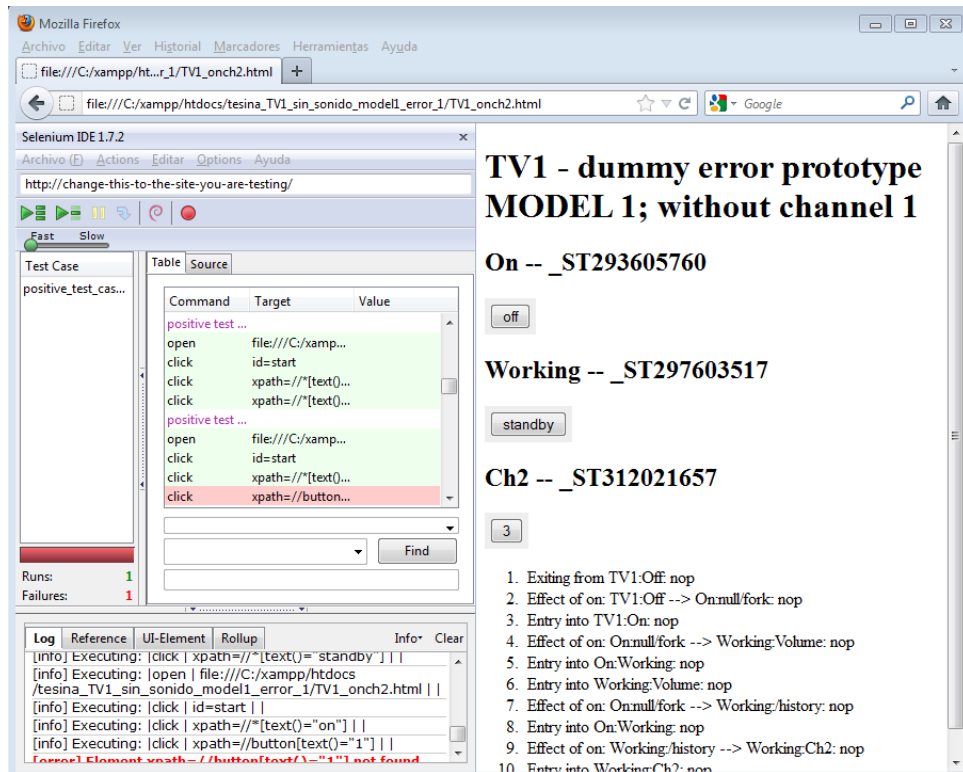 Mozilla Firefox
Archivo Editar Ver Historial Marcadores Herramientas Ayuda
file:///C:/xampp/ht...r_1/TV1_onch2.html +
file:///C:/xampp/htdocs/tesina_TV1_sin_sonido_model1_error_1/TV1_onch2.html
Google
Selenium IDE 1.7.2 ×
Archivo (F) Actions Editar Options Ayuda
http://change-this-to-the-site-you-are-testing/
Fast Slow
Test Case
positive_test_cas...
Table Source
Command Target Value
positive test ...
open file:///C:/xamp...
click id=start
click xpath=//*[text()...
click xpath=//*[text()...
positive test ...
open file:///C:/xamp...
click id=start
click xpath=//*[text()...
click xpath=//button...
Find
Runs: 1
Failures: 1
Log Reference UI-Element Rollup Info Clear
[info] Executing: |click | xpath=//*[text()="standby"] | |
[info] Executing: |open | file:///C:/xampp/htdocs
/tesina_TV1_sin_sonido_model1_error_1/TV1_onch2.html | |
[info] Executing: |click | id=start | |
[info] Executing: |click | xpath=//*[text()="on"] | |
[info] Executing: |click | xpath=//button[text()="1"] | |
[error] Element xpath=//button[text()="1"] not found
TV1 - dummy error prototype
MODEL 1; without channel 1
On -- _ST293605760
off
Working -- _ST297603517
standby
Ch2 -- _ST312021657
3
1. Exiting from TV1:Off: nop
2. Effect of on: TV1:Off --> On:null/fork: nop
3. Entry into TV1:On: nop
4. Effect of on: On:null/fork --> Working:Volume: nop
5. Entry into On:Working: nop
6. Entry into Working:Volume: nop
7. Effect of on: On:null/fork --> Working:/history: nop
8. Entry into On:Working: nop
9. Effect of on: Working:/history --> Working:Ch2: nop
10. Entry into Working:Ch2: nop